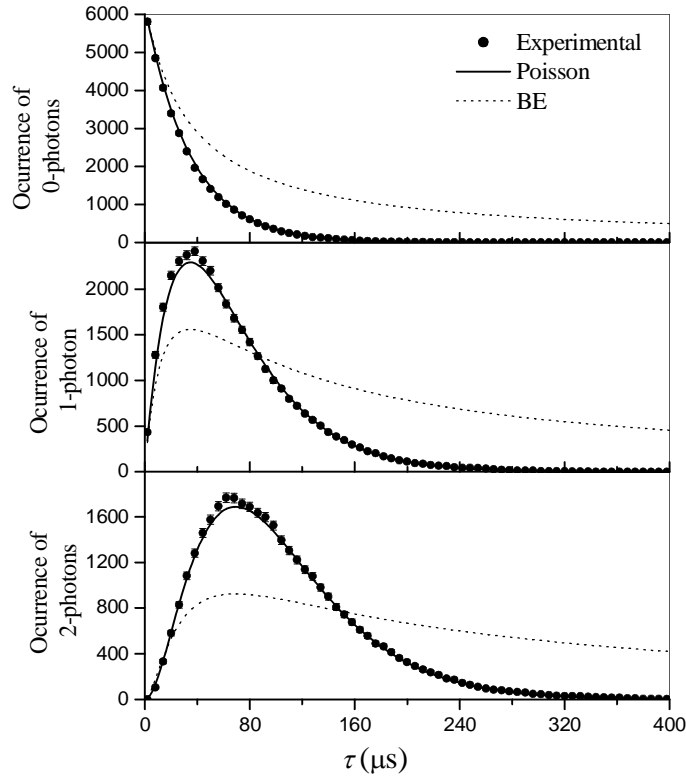 6000
5000
4000
3000
2000
1000
0
Ocurrence of
0-photons
Experimental
Poisson
BE
2000
1500
1000
500
0
Ocurrence of
1-photon
1600
1200
800
400
0
Ocurrence of
2-photons
0
80
160
240
320
400
τ (μs)